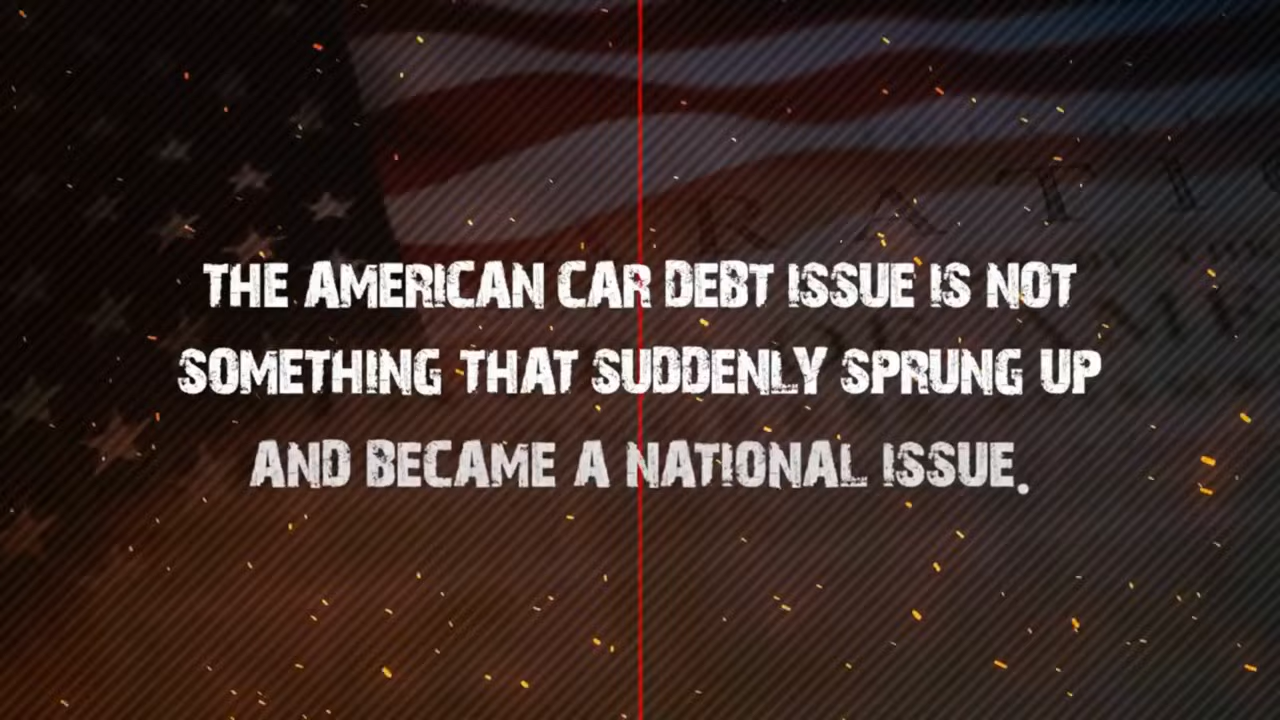 THE AMERICAN CAR DEBT ISSUE IS NOT
SOMETHING THAT SUDDENLY SPRUNG UP
AND BECAME A NATIONAL ISSUE.